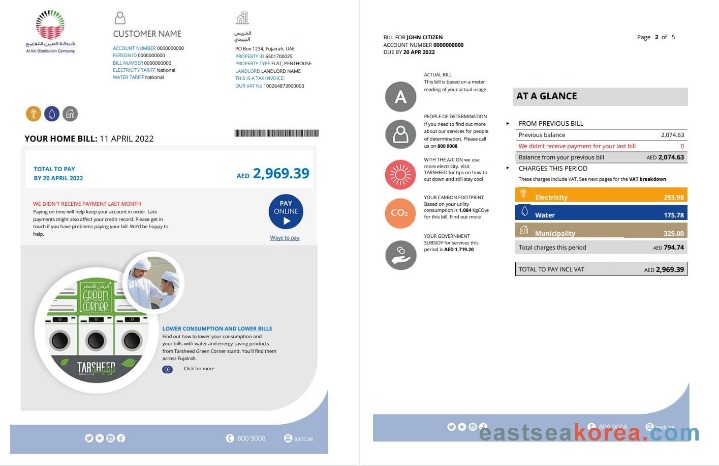 شركة العين للتوزيع
Al Ain Distribution Company
CUSTOMER NAME
ACCOUNT NUMBER 0000000000
PERSON ID 0000000000
BILL NUMBER 0000000000
ELECTRICITY TARIFF National
WATER TARIFF National
PO Box 1234, Fujairah, UAE
PROPERTY ID 6501700025
PROPERTY TYPE FLAT, PENTHOUSE
LANDLORD LANDLORD NAME
THIS IS A TAX INVOICE:
OUR VAT No 100264873900003
YOUR HOME BILL: 11 APRIL 2022
TOTAL TO PAY
BY 20 APRIL 2022
AED 2,969.39
WE DIDN'T RECEIVE PAYMENT LAST MONTH
Paying on time will help keep your account in order. Late
payments might also affect your credit record. Please get in
touch if you have problems paying your bill. We'd be happy to
help.
PAY
ONLINE
Ways to pay
GREEN
CORNER
TARSHEED
LOWER CONSUMPTION AND LOWER BILLS
Find out how to lower your consumption and
your bills with water and energy saving products
from Tarsheed Green Corner stand. You'll find them
across Fujairah.
Click for more
800 9008
aadc.ae
BILL FOR JOHN CITIZEN
ACCOUNT NUMBER 0000000000
DUE BY 20 APR 2022
Page 2 of 5
A
ACTUAL BILL
This bill is based on a meter
reading of your actual usage
PEOPLE OF DETERMINATION
If you need to find out more
about our services for people
of determination. Please call
us on 800 9008
WITH THE A/C ON we use
more electricity. Visit
TARSHEED for tips on how to
cut down and still stay cool
CO₂
YOUR CARBON FOOTPRINT
Based on your utility
consumption is 1,084 KgCO₂e
for this bill. Find out more
YOUR GOVERNMENT
SUBSIDY for services this
period is AED 1,719.20
AT A GLANCE
FROM PREVIOUS BILL
Previous balance 2,074.63
We didn't receive payment for your last bill 0
Balance from your previous bill AED 2,074.63
CHARGES THIS PERIOD
These charges include VAT. See next pages for the VAT breakdown
Electricity 293.98
Water 175.78
Municipality 325.00
Total charges this period AED 794.74
TOTAL TO PAY INCL VAT AED 2,969.39
800 9008
aadc.ae
eastseakorea.com